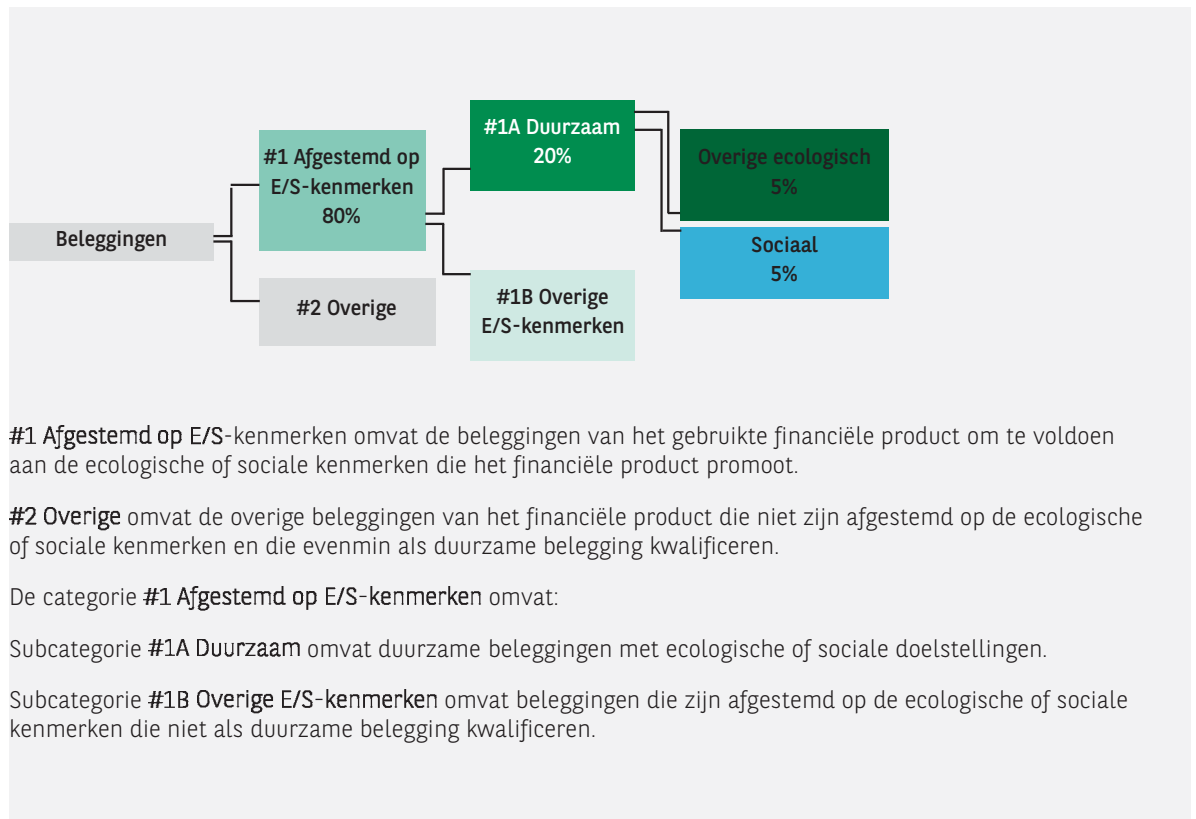 #1A Duurzaam
20%
#1 Afgestemd op
E/S-kenmerken
80%
Overige ecologisch
5%
Beleggingen
Sociaal
5%
#2 Overige
#1B Overige
E/S-kenmerken
#1 Afgestemd op E/S-kenmerken omvat de beleggingen van het gebruikte financiële product om te voldoen
aan de ecologische of sociale kenmerken die het financiële product promoot.
#2 Overige omvat de overige beleggingen van het financiële product die niet zijn afgestemd op de ecologische
of sociale kenmerken en die evenmin als duurzame belegging kwalificeren.
De categorie #1 Afgestemd op E/S-kenmerken omvat:
Subcategorie #1A Duurzaam omvat duurzame beleggingen met ecologische of sociale doelstellingen.
Subcategorie #1B Overige E/S-kenmerken omvat beleggingen die zijn afgestemd op de ecologische of sociale
kenmerken die niet als duurzame belegging kwalificeren.